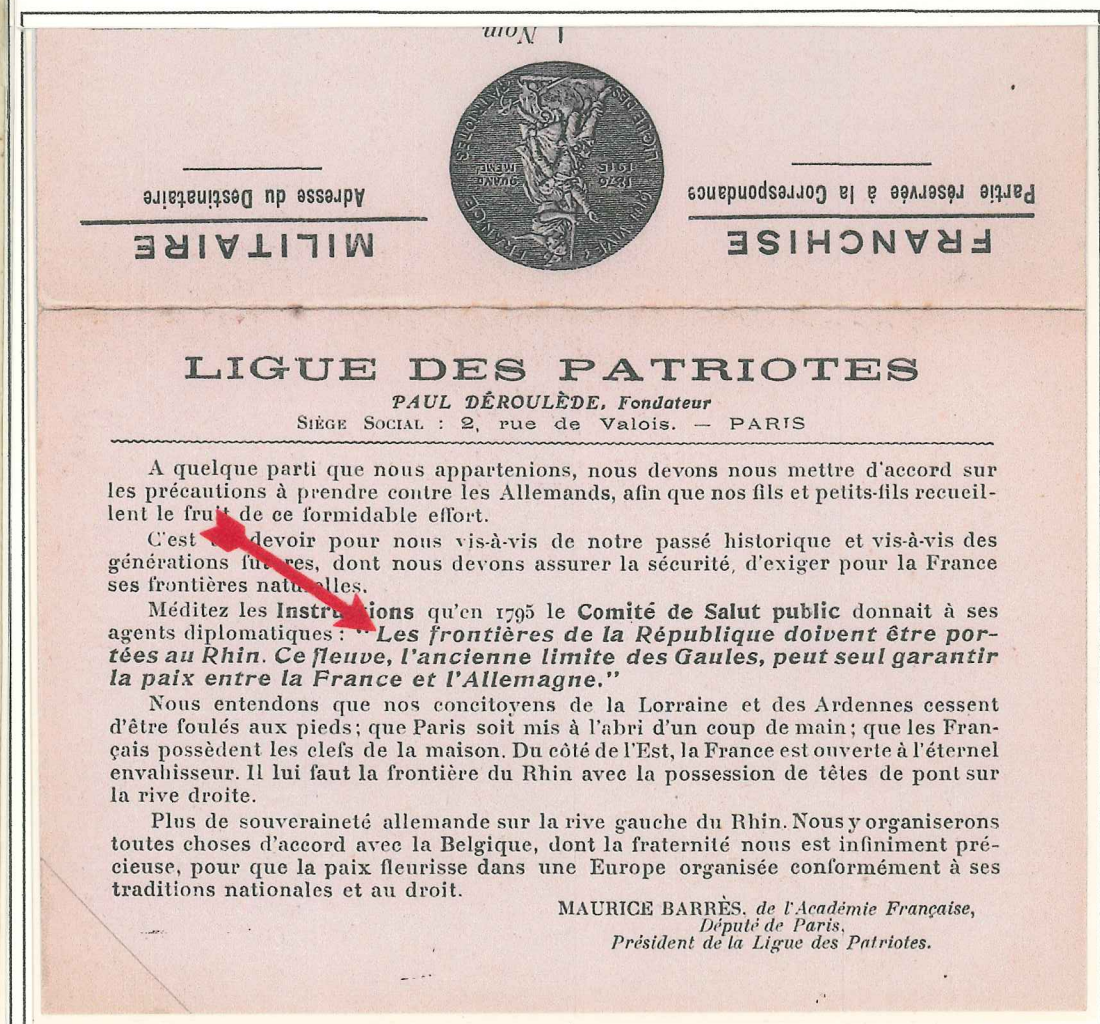 FRANCHISE MILITAIRE
Partie réservée à la Correspondance
Adresse du Destinataire
QUI VIVE? FRANCE
LIGUE DES PATRIOTES
1870 QUAND
1915 MÊME
Nom
LIGUE DES PATRIOTES
PAUL DÉROULÈDE, Fondateur
SIÈGE SOCIAL : 2, rue de Valois. — PARIS
A quelque parti que nous appartenions, nous devons nous mettre d'accord sur
les précautions à prendre contre les Allemands, afin que nos fils et petits-fils recueil-
lent le fruit de ce formidable effort.
C'est devoir pour nous vis-à-vis de notre passé historique et vis-à-vis des
générations futures, dont nous devons assurer la sécurité, d'exiger pour la France
ses frontières naturelles.
Méditez les Instructions qu'en 1795 le Comité de Salut public donnait à ses
agents diplomatiques : "Les frontières de la République doivent être por-
tées au Rhin. Ce fleuve, l'ancienne limite des Gaules, peut seul garantir
la paix entre la France et l'Allemagne."
Nous entendons que nos concitoyens de la Lorraine et des Ardennes cessent
d'être foulés aux pieds; que Paris soit mis à l'abri d'un coup de main; que les Fran-
çais possèdent les clefs de la maison. Du côté de l'Est, la France est ouverte à l'éternel
envahisseur. Il lui faut la frontière du Rhin avec la possession de têtes de pont sur
la rive droite.
Plus de souveraineté allemande sur la rive gauche du Rhin. Nous y organiserons
toutes choses d'accord avec la Belgique, dont la fraternité nous est infiniment pré-
cieuse, pour que la paix fleurisse dans une Europe organisée conformément à ses
traditions nationales et au droit.
MAURICE BARRÈS, de l'Académie Française,
Député de Paris,
Président de la Ligue des Patriotes.